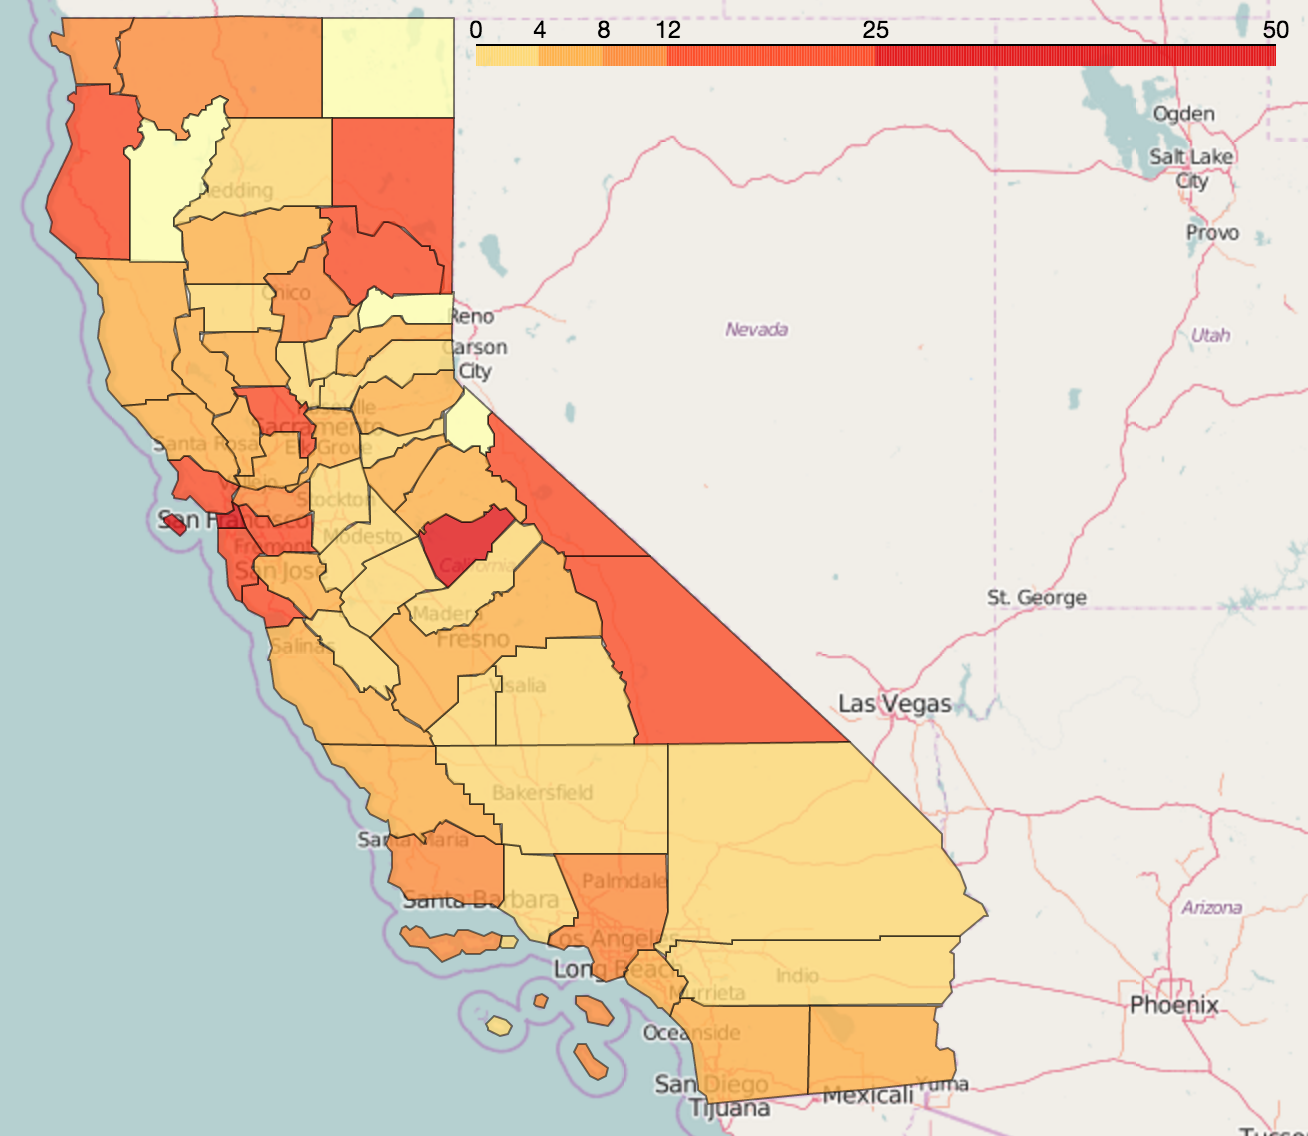 0 4 8 12 25 50
Ogden
Salt Lake
City
Redding
Provo
Chico
Reno
Nevada
Utah
Carson
City
Roseville
Sacramento
Santa Rosa
Elk Grove
Vallejo
Stockton
San Francisco
Modesto
Fremont
California
San Jose
St. George
Madera
Fresno
Salinas
Visalia
Las Vegas
Bakersfield
Santa Maria
Palmdale
Santa Barbara
Arizona
Los Angeles
Long Beach
Indio
Murrieta
Phoenix
Oceanside
San Diego
Yuma
Mexicali
Tijuana